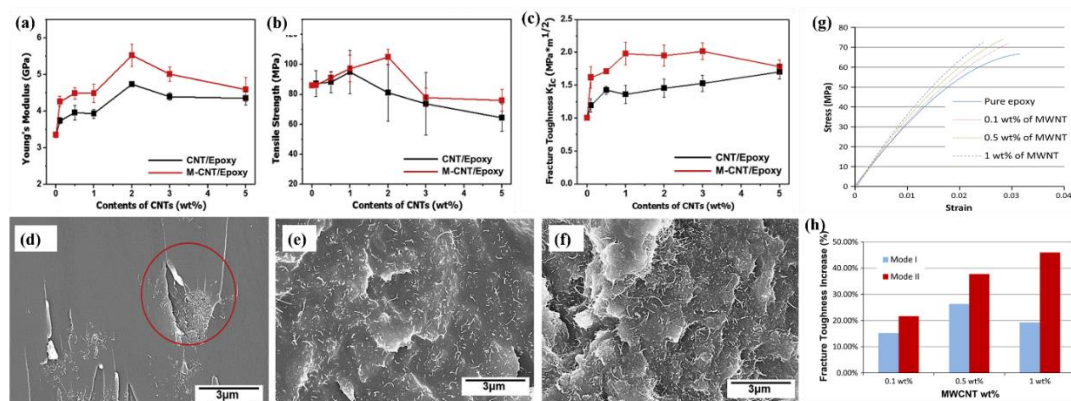 (a)
Young's Modulus (GPa)
6
5
4
3
2
0 1 2 3 4 5
CNT/Epoxy
M-CNT/Epoxy
Contents of CNTs (wt%)
(b)
Tensile Strength (MPa)
100
80
60
40
20
0 1 2 3 4 5
CNT/Epoxy
M-CNT/Epoxy
Contents of CNTs (wt%)
(c)
Fracture Toughness K_Ic (MPa*m^1/2)
2.5
2.0
1.5
1.0
0.5
0.0
0 1 2 3 4 5
CNT/Epoxy
M-CNT/Epoxy
Contents of CNTs (wt%)
(g)
Stress (MPa)
80
70
60
50
40
30
20
10
0
0 0.01 0.02 0.03 0.04
Strain
Pure epoxy
0.1 wt% of MWNT
0.5 wt% of MWNT
1 wt% of MWNT
(d)
3μm
(e)
3μm
(f)
3μm
(h)
Fracture Toughness Increase (%)
50.00%
40.00%
30.00%
20.00%
10.00%
0.00%
Mode I
Mode II
0.1 wt% 0.5 wt% 1 wt%
MWCNT wt%